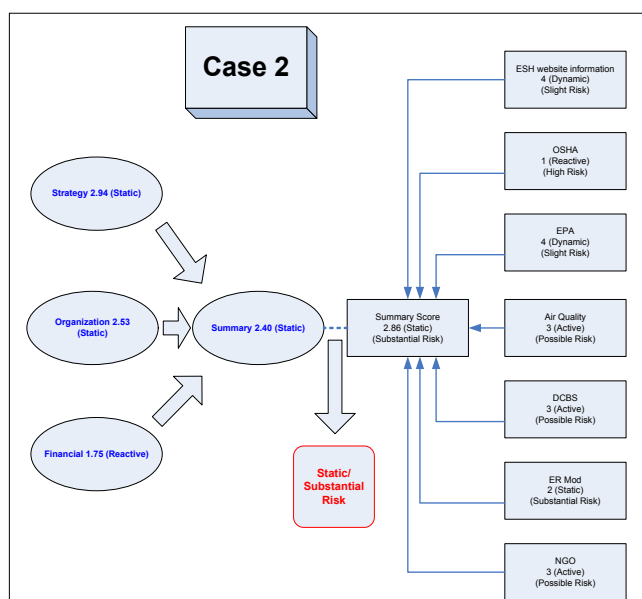 Case 2
Strategy 2.94 (Static)
Organization 2.53
(Static)
Financial 1.75 (Reactive)
Summary 2.40 (Static)
Static/
Substantial
Risk
Summary Score
2.86 (Static)
(Substantial Risk)
ESH website information
4 (Dynamic)
(Slight Risk)
OSHA
1 (Reactive)
(High Risk)
EPA
4 (Dynamic)
(Slight Risk)
Air Quality
3 (Active)
(Possible Risk)
DCBS
3 (Active)
(Possible Risk)
ER Mod
2 (Static)
(Substantial Risk)
NGO
3 (Active)
(Possible Risk)